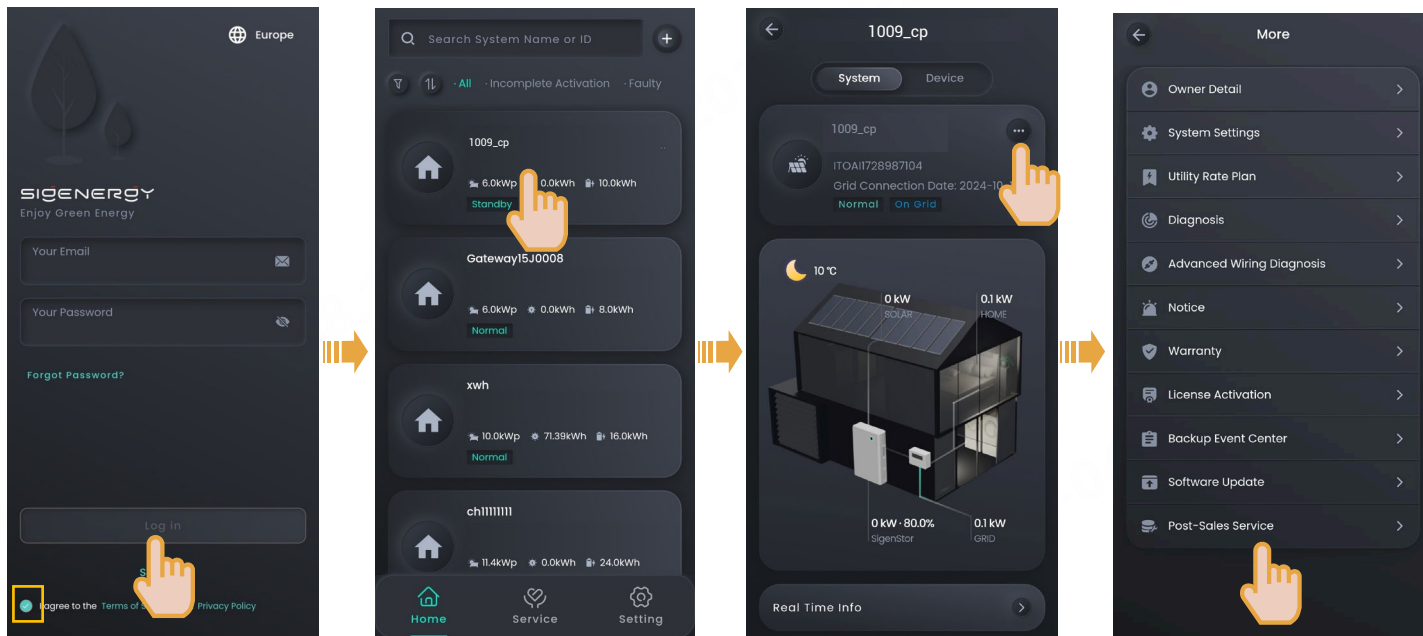 Europe
SIGENERGY
Enjoy Green Energy
Your Email
Your Password
Forgot Password?
Log in
I agree to the Terms of Privacy Policy
Search System Name or ID
All · Incomplete Activation · Faulty
1009_cp
6.0kWp 0.0kWh 10.0kWh
Standby
Gateway15J0008
6.0kWp 0.0kWh 8.0kWh
Normal
xwh
10.0kWp 71.39kWh 16.0kWh
Normal
ch11111111
11.4kWp 0.0kWh 24.0kWh
Home Service Setting
1009_cp
System Device
1009_cp
ITOAI1728987104
Grid Connection Date: 2024-10-
Normal On Grid
10 ℃
0 kW 0.1 kW
SOLAR HOME
0 kW · 80.0% 0.1 kW
SigenStor GRID
Real Time Info
More
Owner Detail
System Settings
Utility Rate Plan
Diagnosis
Advanced Wiring Diagnosis
Notice
Warranty
License Activation
Backup Event Center
Software Update
Post-Sales Service